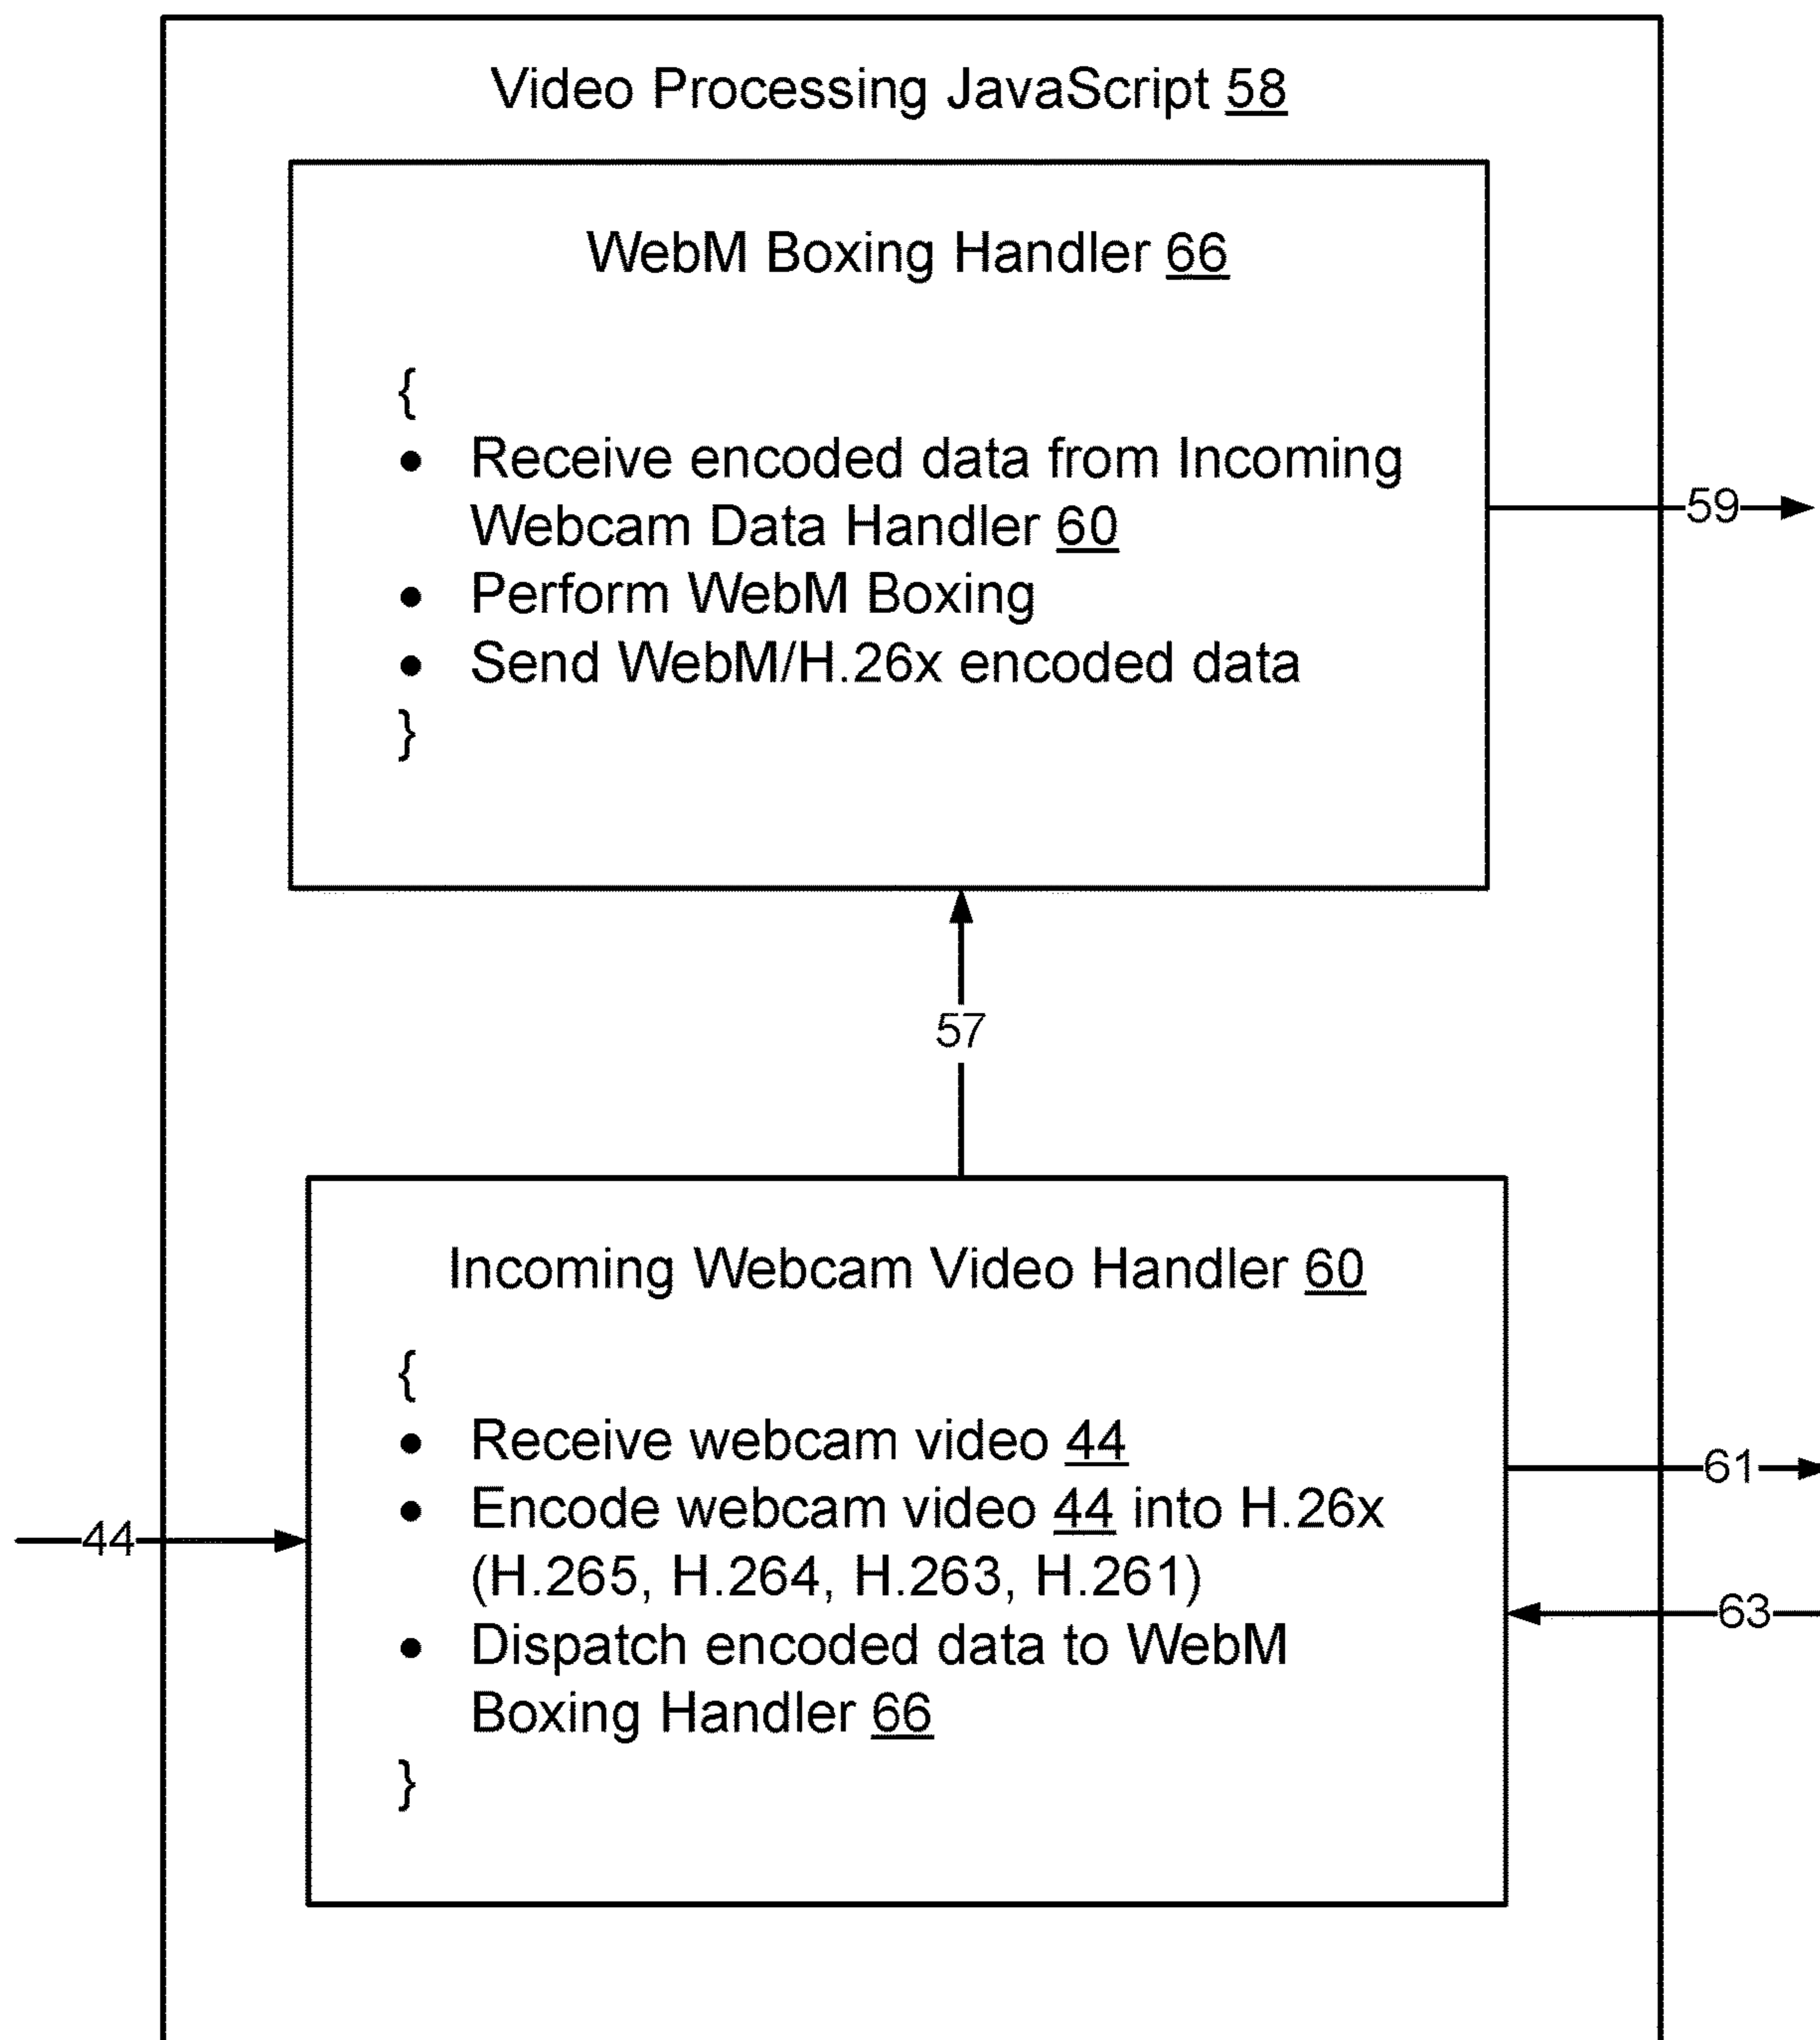 Video Processing JavaScript 58
WebM Boxing Handler 66
{
● Receive encoded data from Incoming
Webcam Data Handler 60
● Perform WebM Boxing
● Send WebM/H.26x encoded data
}
59
57
Incoming Webcam Video Handler 60
{
● Receive webcam video 44
● Encode webcam video 44 into H.26x
(H.265, H.264, H.263, H.261)
● Dispatch encoded data to WebM
Boxing Handler 66
}
44
61
63